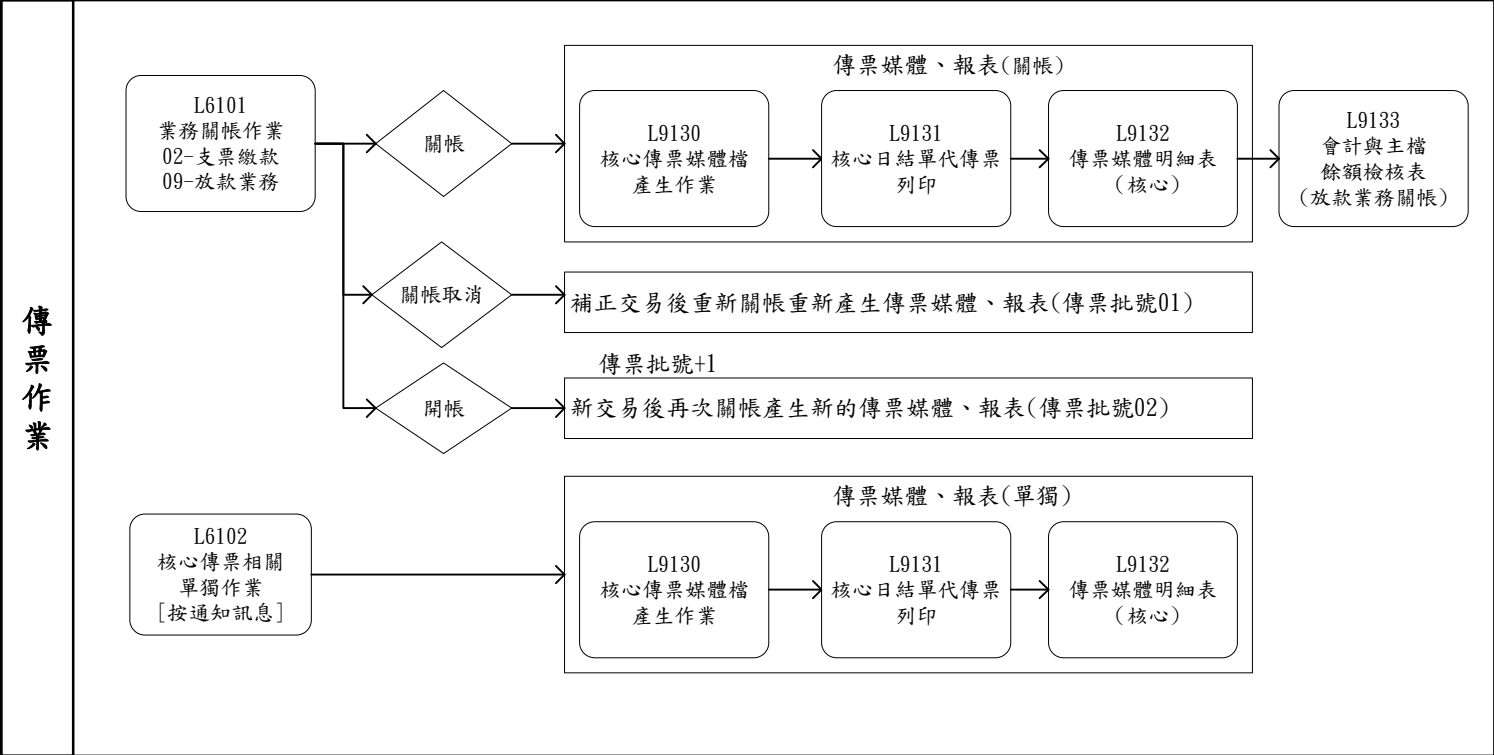 傳票作業
L6101
業務關帳作業
02-支票繳款
09-放款業務
關帳
傳票媒體、報表(關帳)
L9130
核心傳票媒體檔
產生作業
L9131
核心日結單代傳票
列印
L9132
傳票媒體明細表
(核心)
L9133
會計與主檔
餘額檢核表
(放款業務關帳)
關帳取消
補正交易後重新關帳重新產生傳票媒體、報表(傳票批號01)
傳票批號+1
開帳
新交易後再次關帳產生新的傳票媒體、報表(傳票批號02)
L6102
核心傳票相關
單獨作業
[按通知訊息]
傳票媒體、報表(單獨)
L9130
核心傳票媒體檔
產生作業
L9131
核心日結單代傳票
列印
L9132
傳票媒體明細表
(核心)